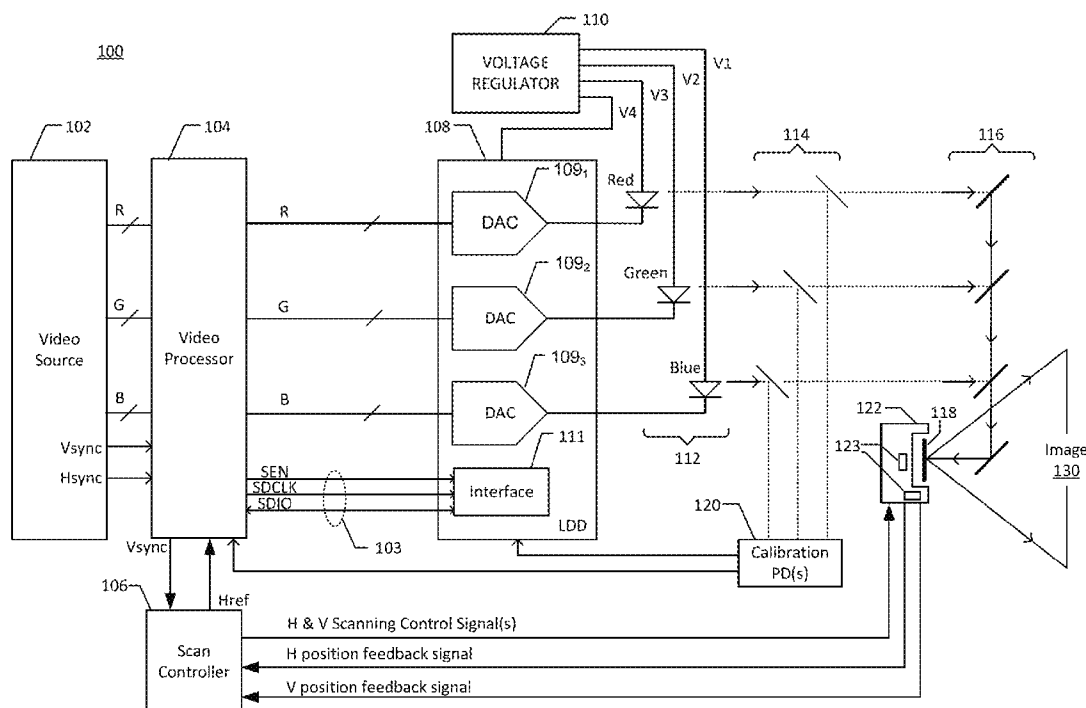 100
110
VOLTAGE
REGULATOR
V1
V2
V3
V4
102
104
108
114
116
Video
Source
Video
Processor
R
R
G
G
B
B
Vsync
Hsync
109₁
DAC
109₂
DAC
109₃
DAC
111
Interface
LDD
SEN
SDCLK
SDIO
103
Red
Green
Blue
112
122
118
123
Image
130
120
Calibration
PD(s)
Vsync
Href
106
Scan
Controller
H & V Scanning Control Signal(s)
H position feedback signal
V position feedback signal